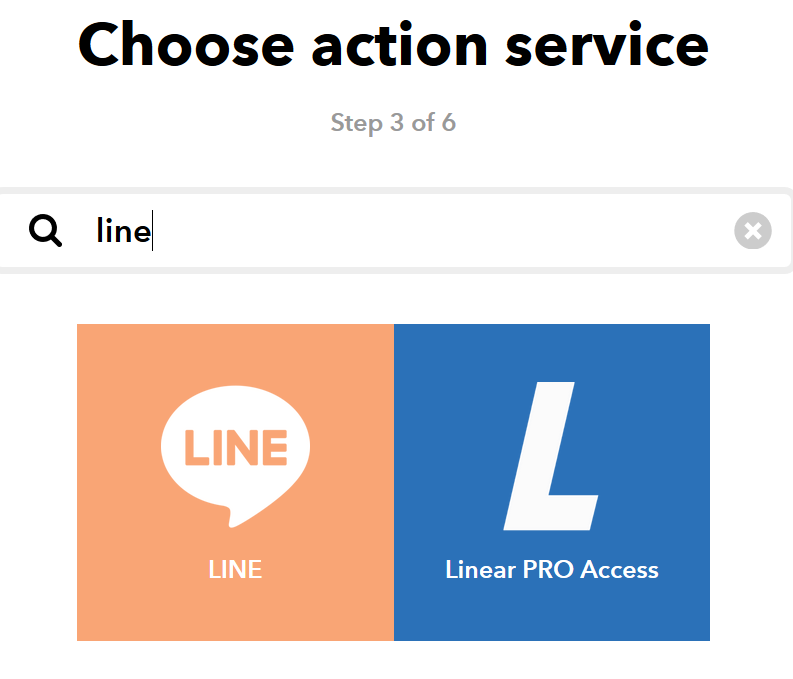 Choose action service
Step 3 of 6
line
LINE
LINE
L
Linear PRO Access